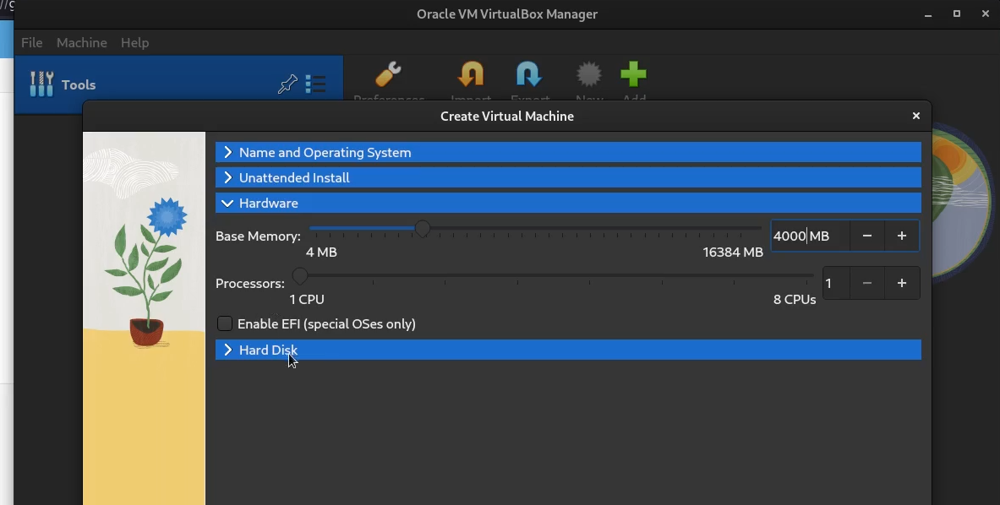 Oracle VM VirtualBox Manager
File Machine Help
Tools
Preferences Import Export New Add
Create Virtual Machine
Name and Operating System
Unattended Install
Hardware
Base Memory: 4000 MB
4 MB 16384 MB
Processors: 1
1 CPU 8 CPUs
Enable EFI (special OSes only)
Hard Disk